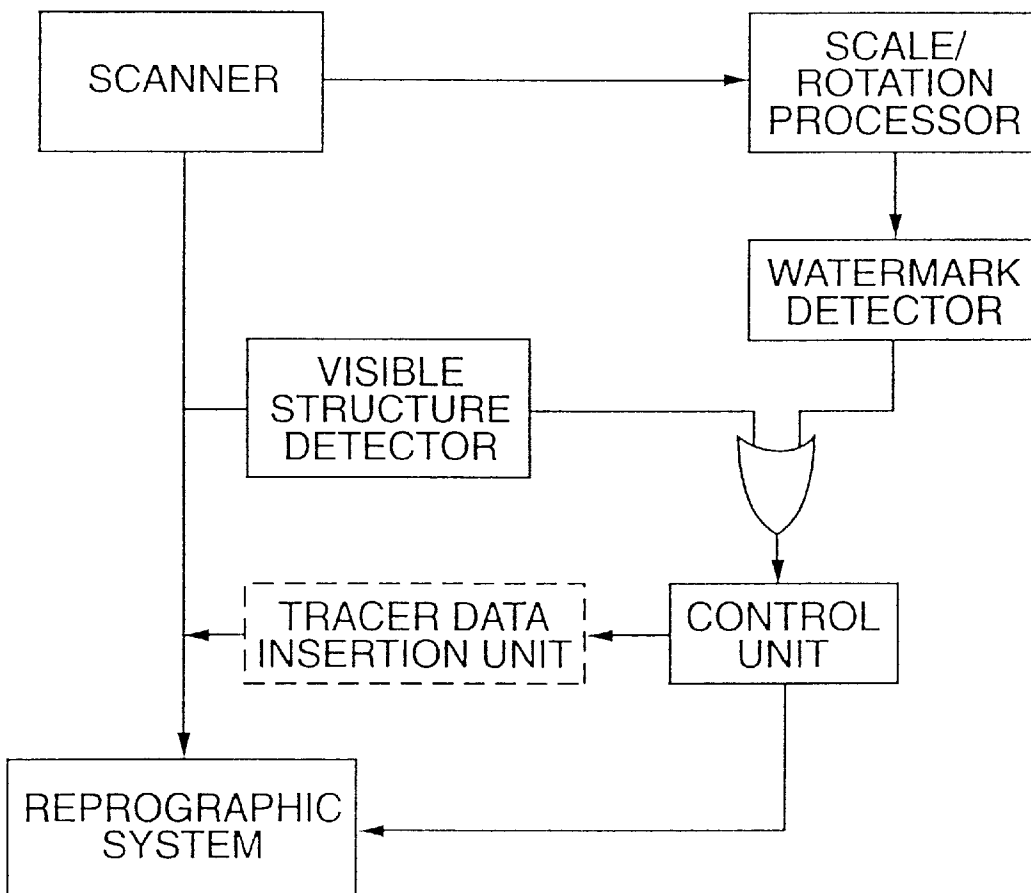 SCANNER
SCALE/
ROTATION
PROCESSOR
WATERMARK
DETECTOR
VISIBLE
STRUCTURE
DETECTOR
TRACER DATA
INSERTION UNIT
CONTROL
UNIT
REPROGRAPHIC
SYSTEM